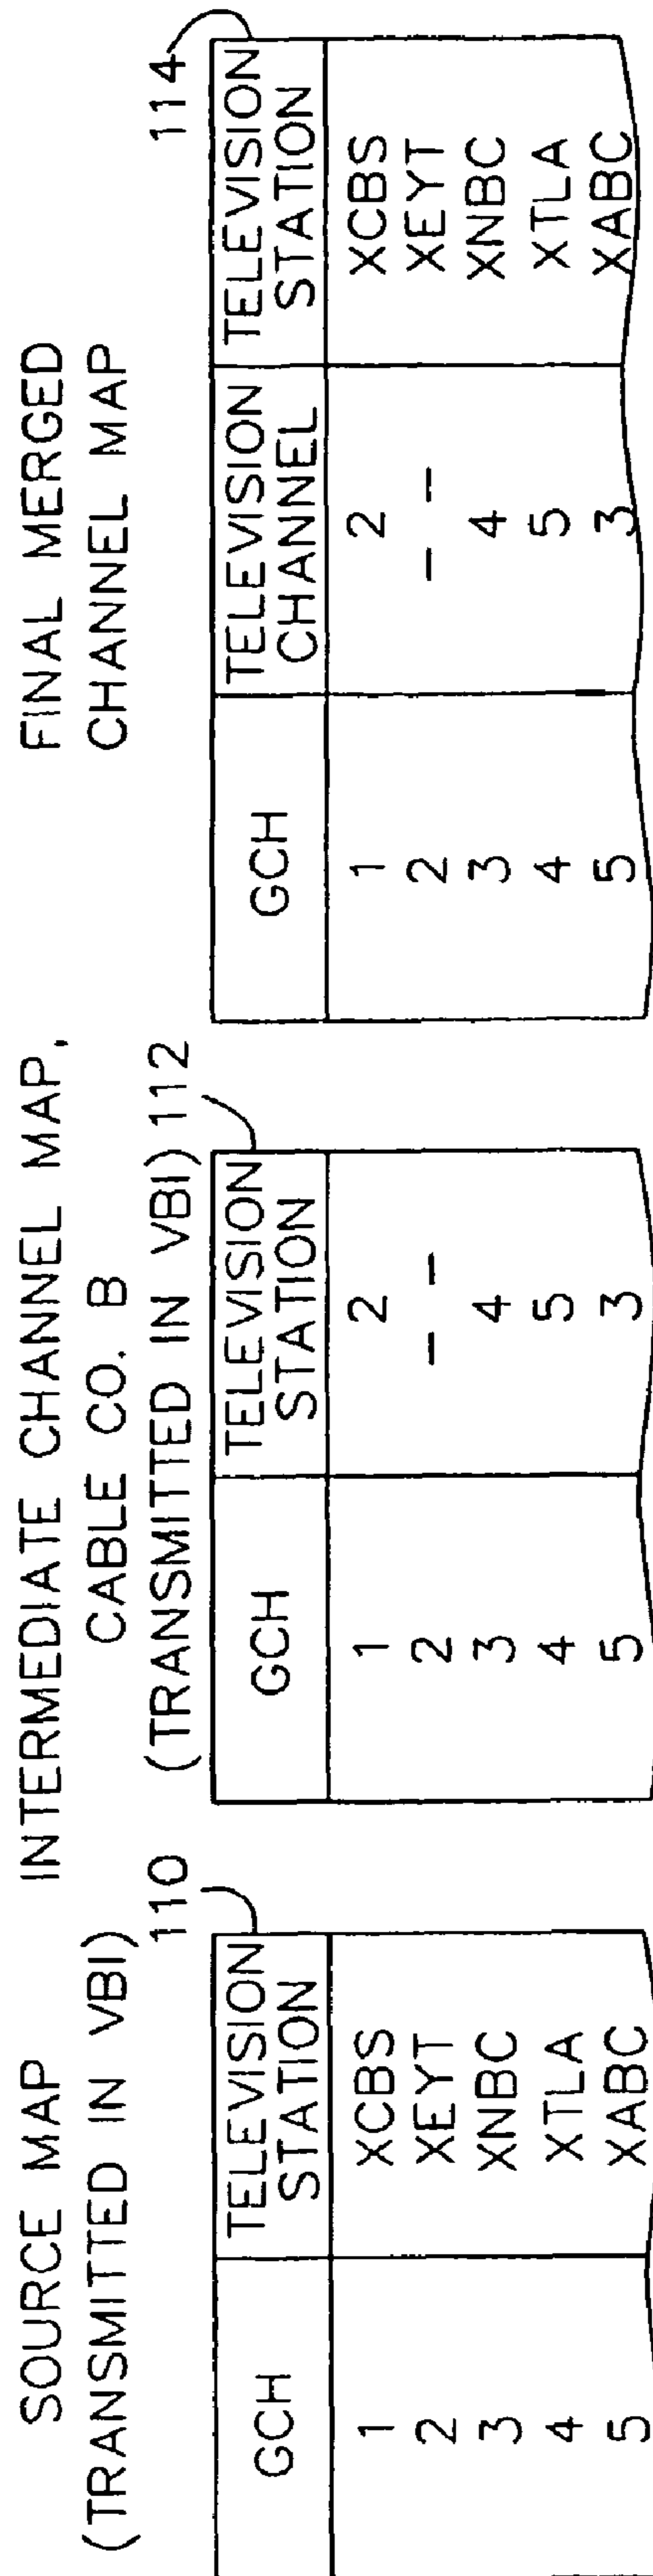 SOURCE MAP
(TRANSMITTED IN VBI)
110
GCH TELEVISION STATION
1 XCBS
2 XEYT
3 XNBC
4 XTLA
5 XABC
INTERMEDIATE CHANNEL MAP,
CABLE CO. B
(TRANSMITTED IN VBI) 112
GCH TELEVISION STATION
1 2
2 – –
3 4
4 5
5 3
FINAL MERGED
CHANNEL MAP
114
GCH TELEVISION CHANNEL TELEVISION STATION
1 2 XCBS
2 – – XEYT
3 4 XNBC
4 5 XTLA
5 3 XABC